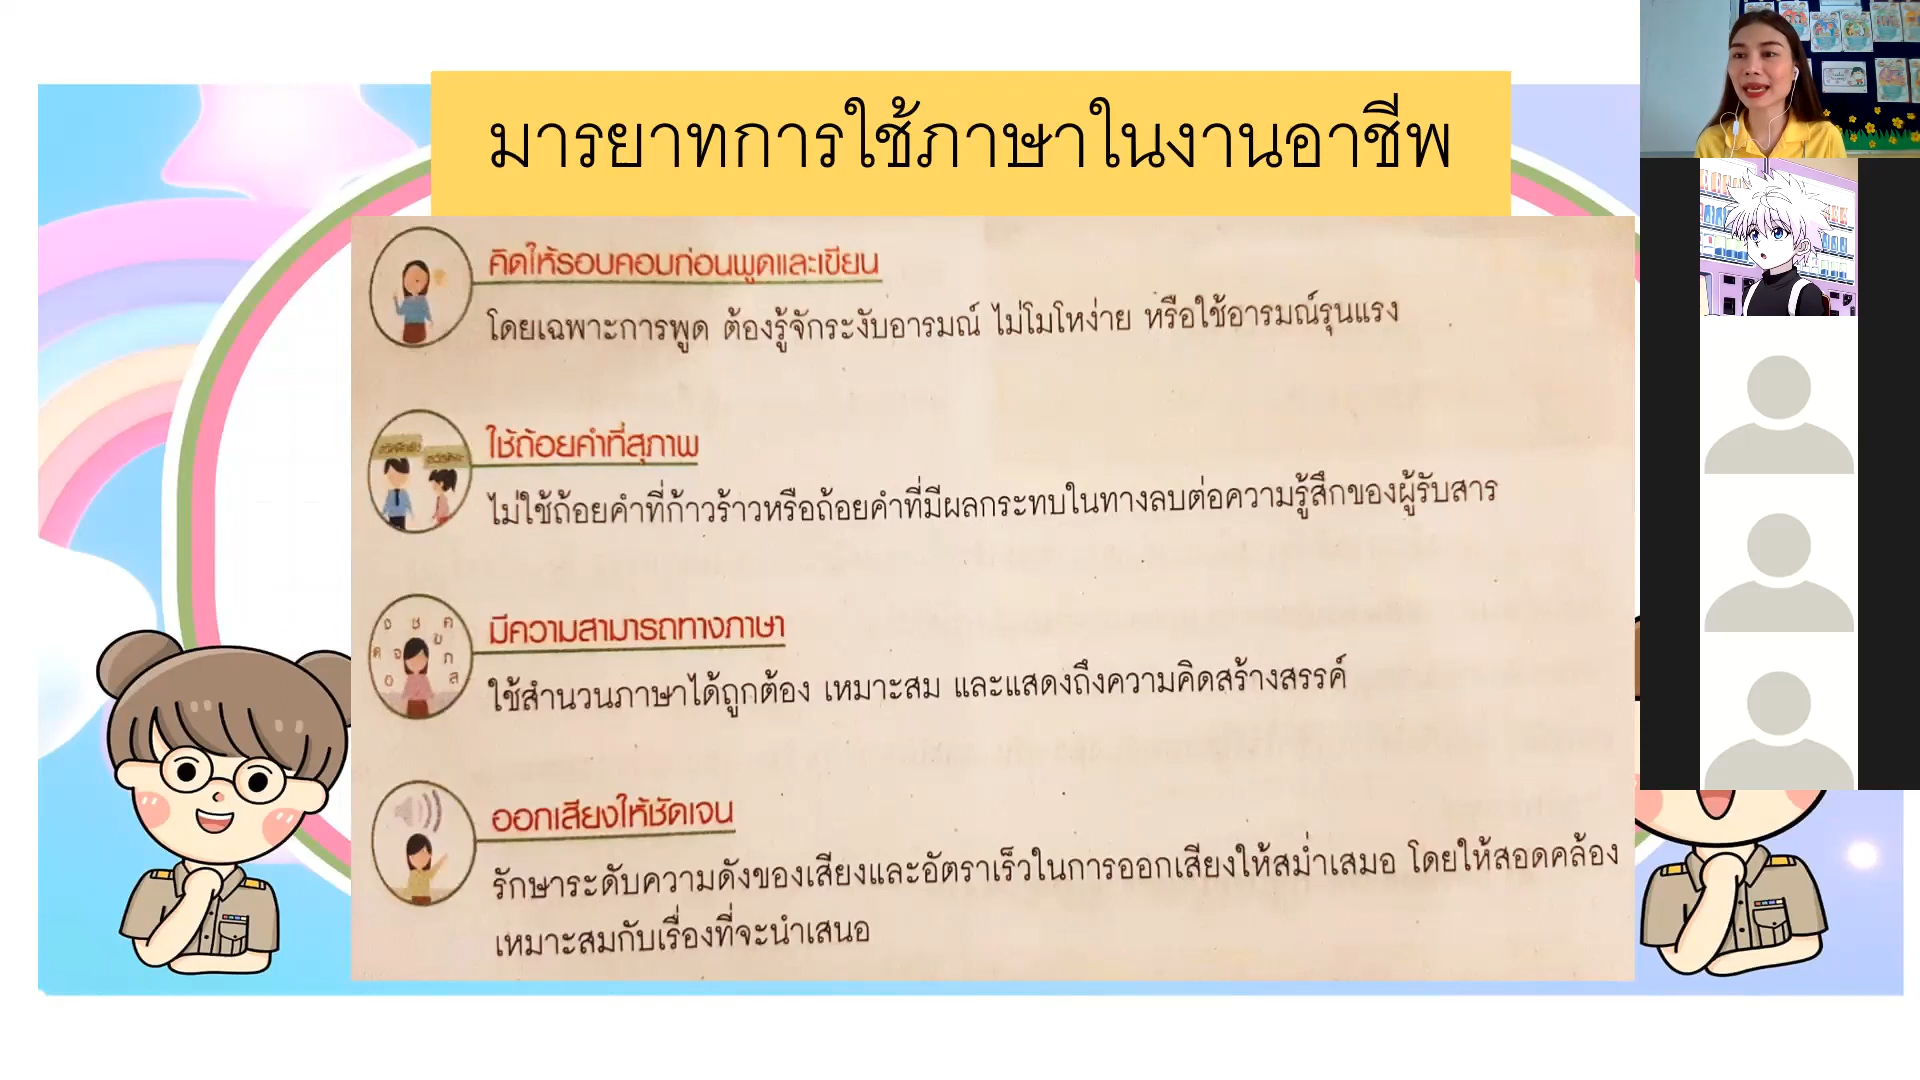 มารยาทการใช้ภาษาในงานอาชีพ
คิดให้รอบคอบก่อนพูดและเขียน
โดยเฉพาะการพูด ต้องรู้จักระงับอารมณ์ ไม่โมโหง่าย หรือใช้อารมณ์รุนแรง
ใช้ถ้อยคำที่สุภาพ
ไม่ใช้ถ้อยคำที่ก้าวร้าวหรือถ้อยคำที่มีผลกระทบในทางลบต่อความรู้สึกของผู้รับสาร
มีความสามารถทางภาษา
ใช้สำนวนภาษาได้ถูกต้อง เหมาะสม และแสดงถึงความคิดสร้างสรรค์
ออกเสียงให้ชัดเจน
รักษาระดับความดังของเสียงและอัตราเร็วในการออกเสียงให้สม่ำเสมอ โดยให้สอดคล้อง
เหมาะสมกับเรื่องที่จะนำเสนอ